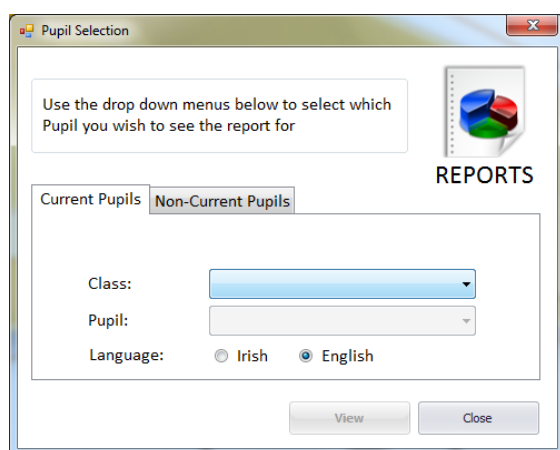 Pupil Selection
Use the drop down menus below to select which
Pupil you wish to see the report for
REPORTS
Current Pupils Non-Current Pupils
Class:
Pupil:
Language: Irish English
View Close